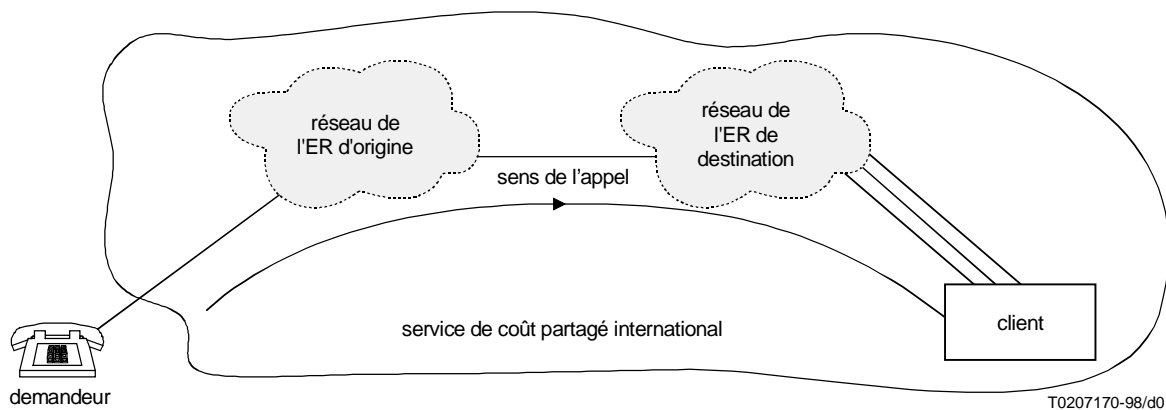 réseau de
l'ER d'origine
réseau de
l'ER de
destination
sens de l'appel
service de coût partagé international
client
demandeur
T0207170-98/d0